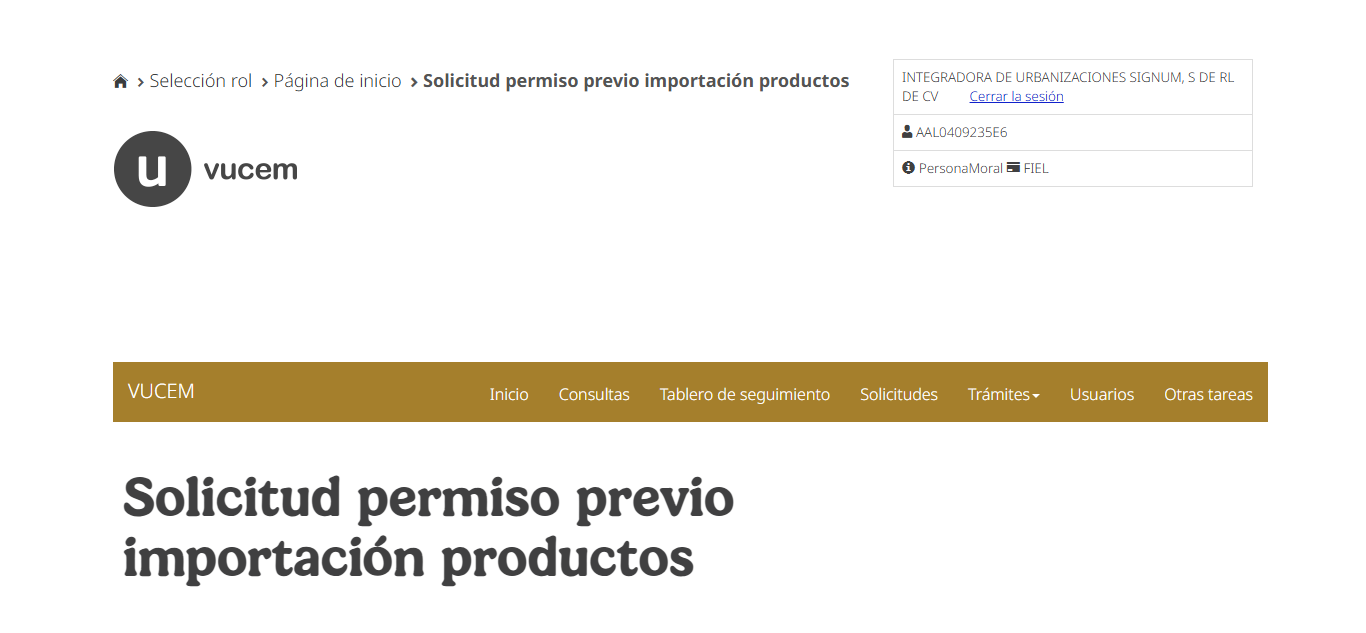 Selección rol Página de inicio Solicitud permiso previo importación productos
INTEGRADORA DE URBANIZACIONES SIGNUM, S DE RL
DE CV Cerrar la sesión
AAL0409235E6
PersonaMoral FIEL
u vucem
VUCEM Inicio Consultas Tablero de seguimiento Solicitudes Trámites Usuarios Otras tareas
Solicitud permiso previo
importación productos